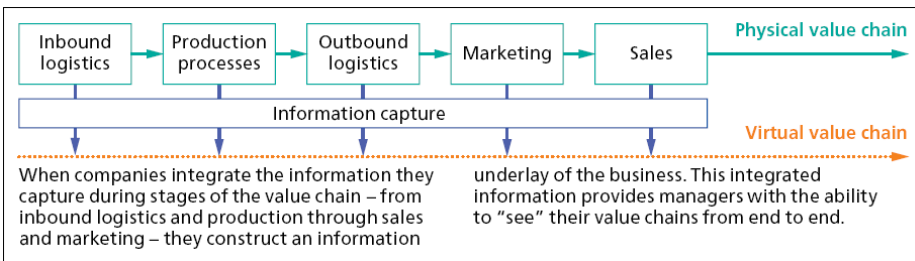 Inbound
logistics
Production
processes
Outbound
logistics
Marketing
Sales
Physical value chain
Information capture
Virtual value chain
When companies integrate the information they
capture during stages of the value chain – from
inbound logistics and production through sales
and marketing – they construct an information
underlay of the business. This integrated
information provides managers with the ability
to “see” their value chains from end to end.